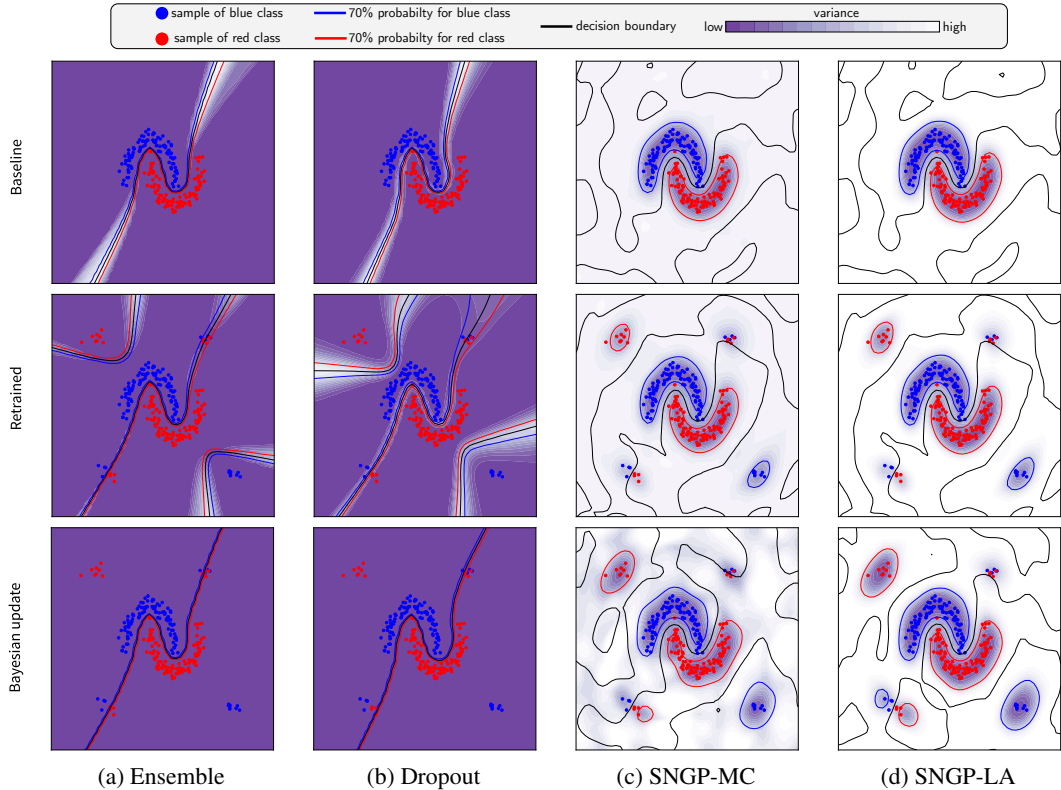 sample of blue class
70% probabilty for blue class
decision boundary
variance
low
high
sample of red class
70% probabilty for red class
Baseline
Retrained
Bayesian update
(a) Ensemble
(b) Dropout
(c) SNGP-MC
(d) SNGP-LA